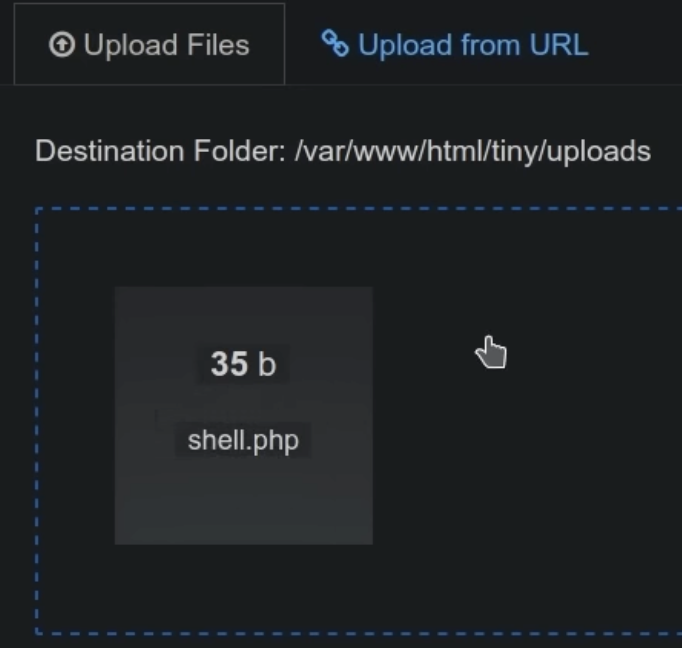 Upload Files
Upload from URL
Destination Folder: /var/www/html/tiny/uploads
35 b
shell.php